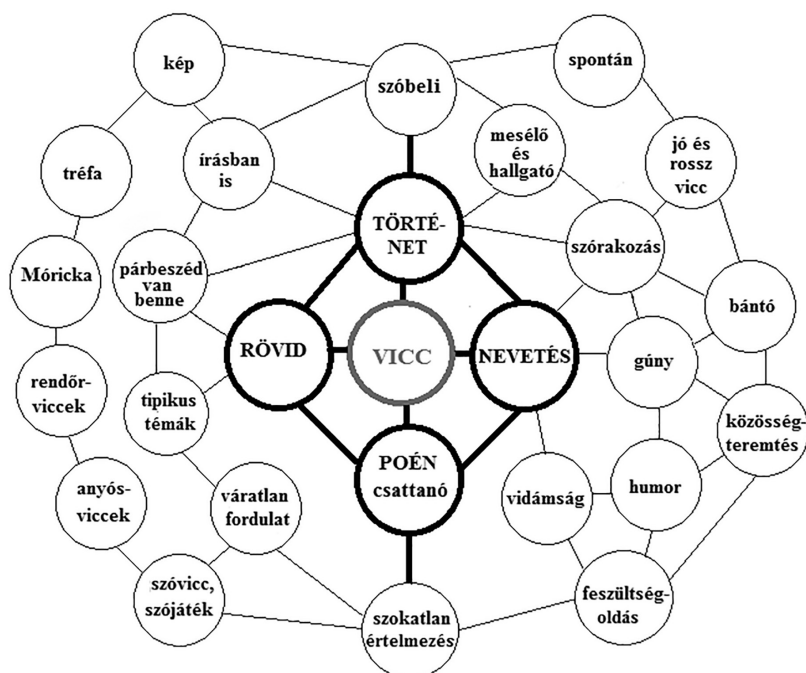 kép
spontán
szóbeli
mesélő
és
hallgató
jó és
rossz
vicc
írásban
is
tréfa
TÖRTÉ-
NET
szórakozás
Móricka
párbeszéd
van
benne
bántó
RÖVID
VICC
NEVETÉS
gúny
rendőr-
viccek
tipikus
témák
közösség-
teremtés
POÉN
csattanó
anyós-
viccek
váratlan
fordulat
vidámság
humor
szóvicc,
szójáték
szokatlan
értelmezés
feszültség-
oldás